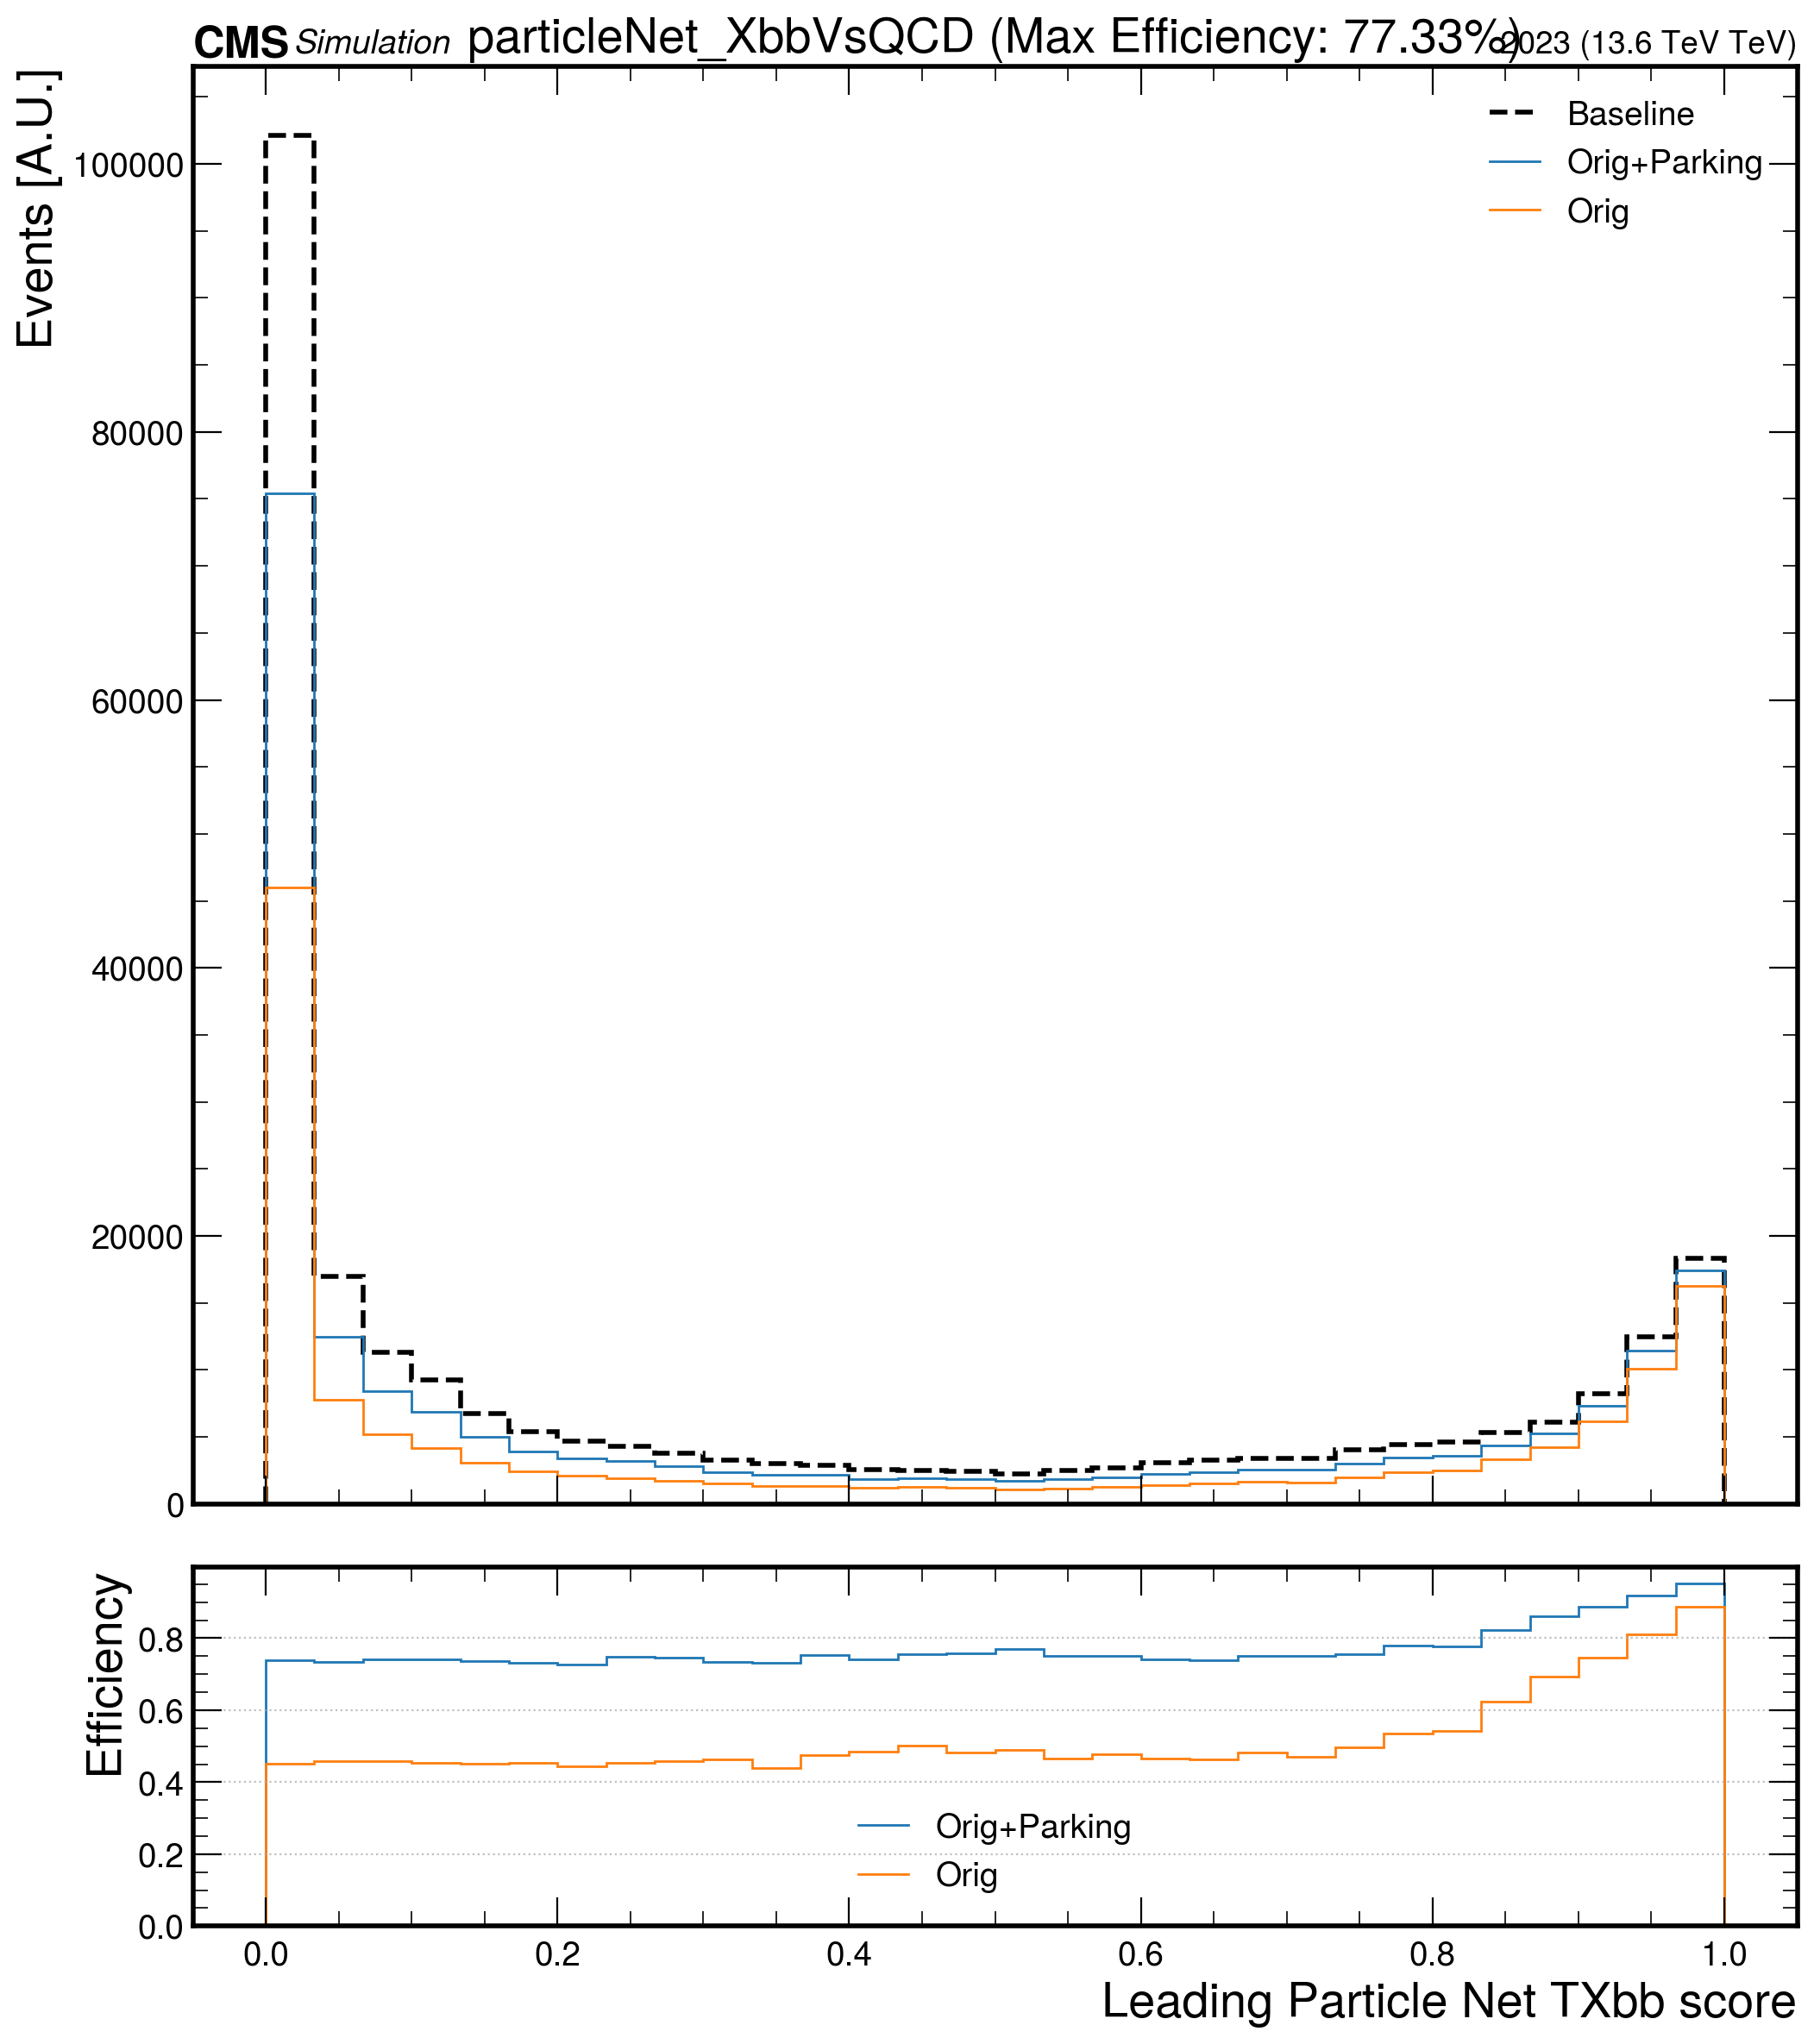 CMS Simulation particleNet_XbbVsQCD (Max Efficiency: 77.33%) 2023 (13.6 TeV TeV)
Events [A.U.]
Baseline
Orig+Parking
Orig
100000
80000
60000
40000
20000
0
Efficiency
0.8
0.6
0.4
0.2
0.0
Orig+Parking
Orig
0.0 0.2 0.4 0.6 0.8 1.0
Leading Particle Net TXbb score